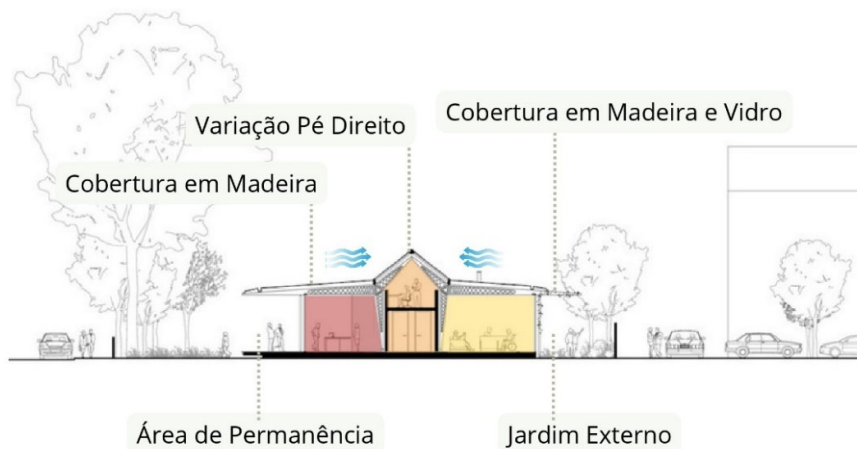 Cobertura em Madeira e Vidro
Variação Pé Direito
Cobertura em Madeira
Área de Permanência
Jardim Externo